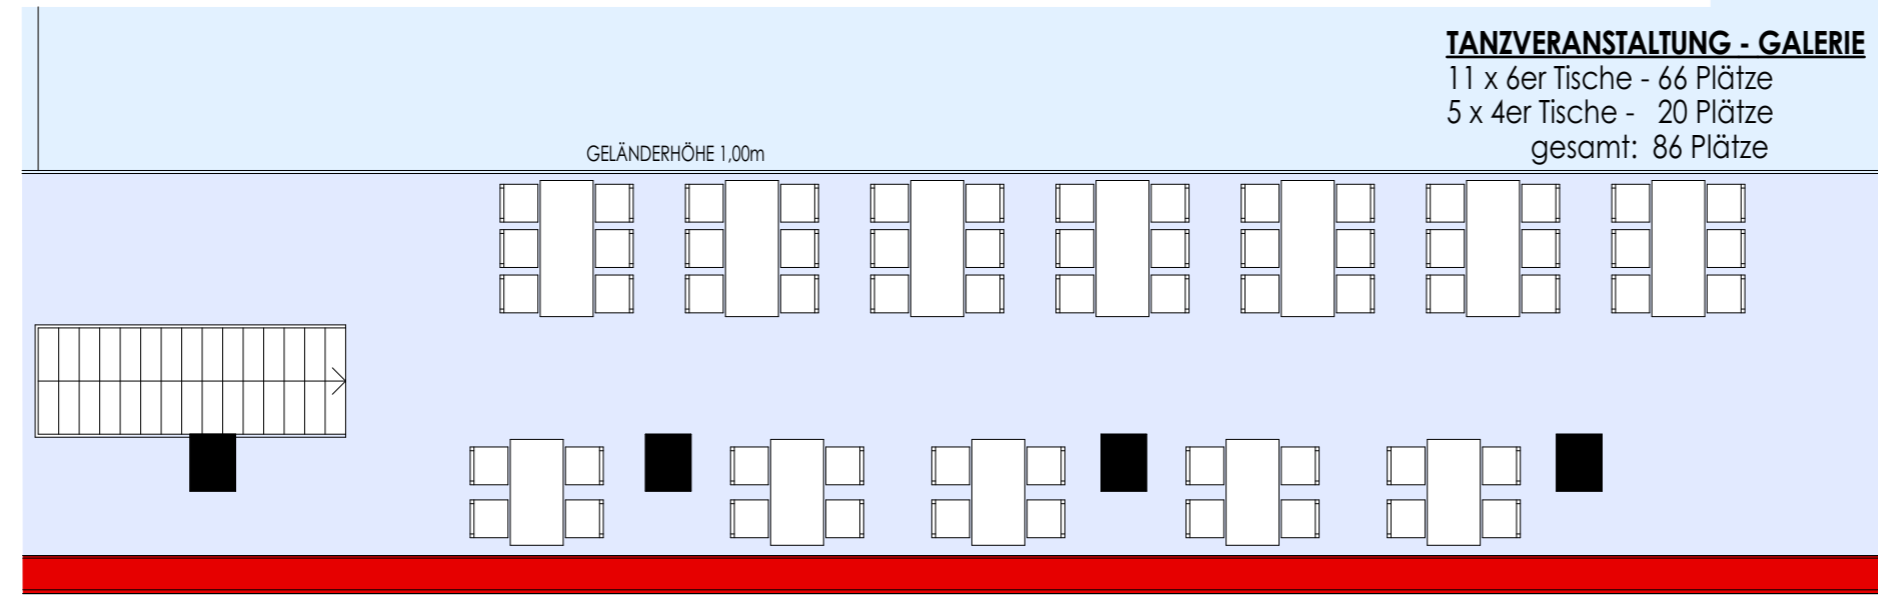 TANZVERANSTALTUNG - GALERIE
11 x 6er Tische - 66 Plätze
5 x 4er Tische - 20 Plätze
gesamt: 86 Plätze
GELÄNDERHÖHE 1,00m